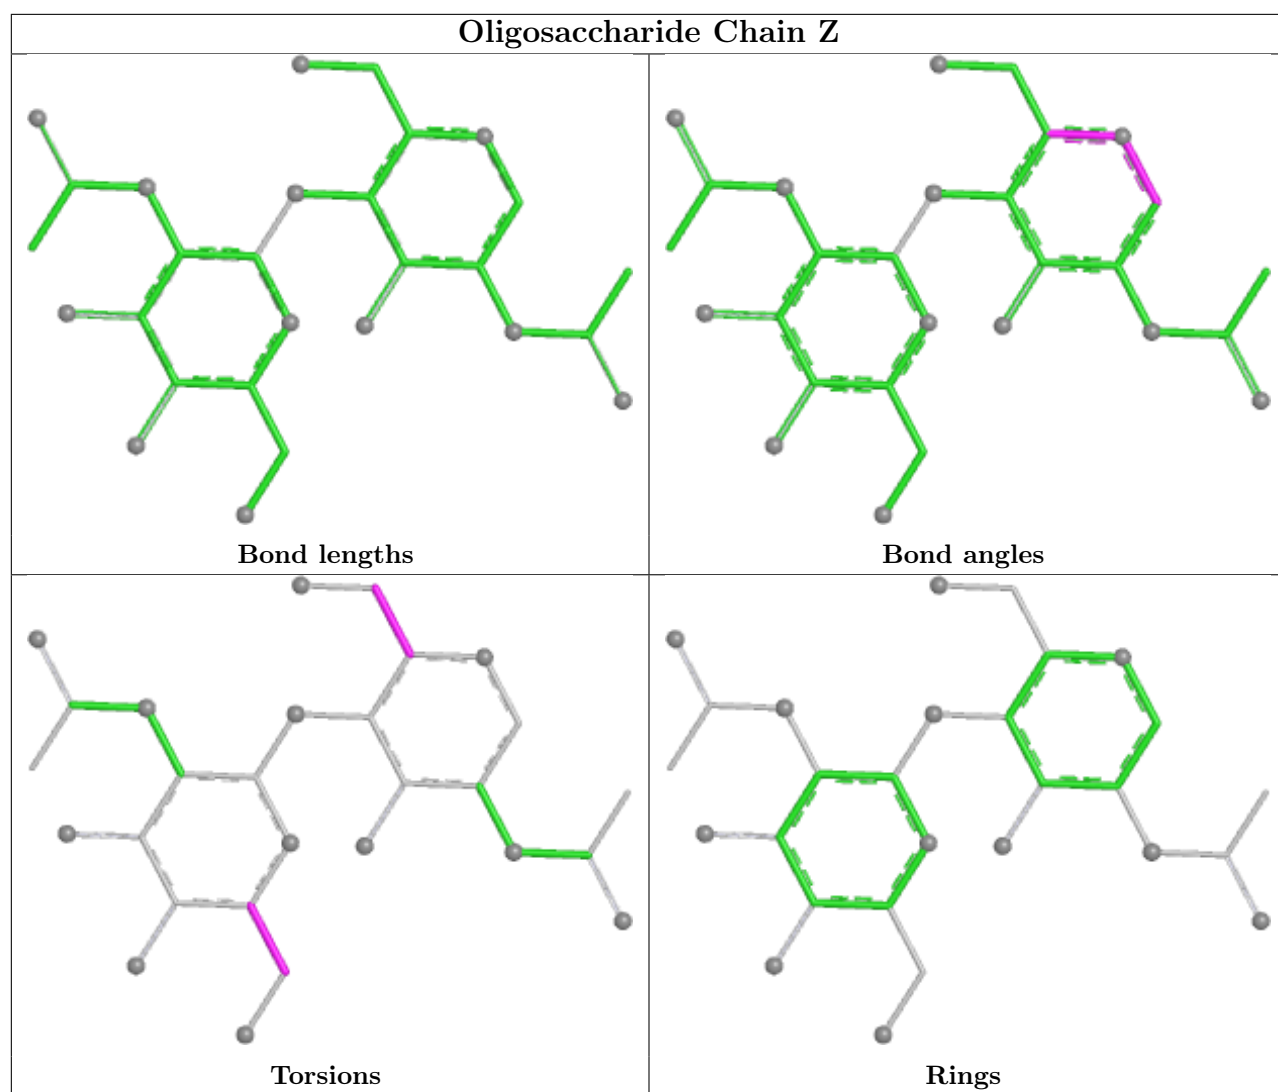 Oligosaccharide Chain Z
Bond lengths
Bond angles
Torsions
Rings